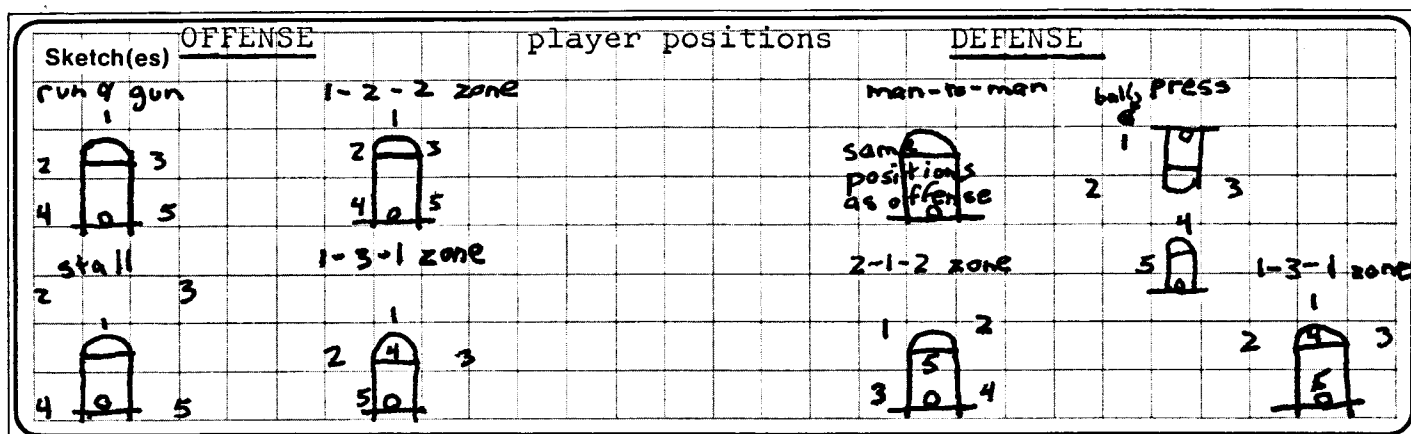 OFFENSE player positions DEFENSE
Sketch(es)
run & gun 1-2-2 zone man-to-man ball press
1 1 1
2 3 2 3 same
positions 2 3
4 5 4 5 as offense
4
stall 1-3-1 zone 2-1-2 zone 5 1-3-1 zone
2 3
1 1 1 2 1
2 4 3 5 2 4 3
4 5 5 3 4 5